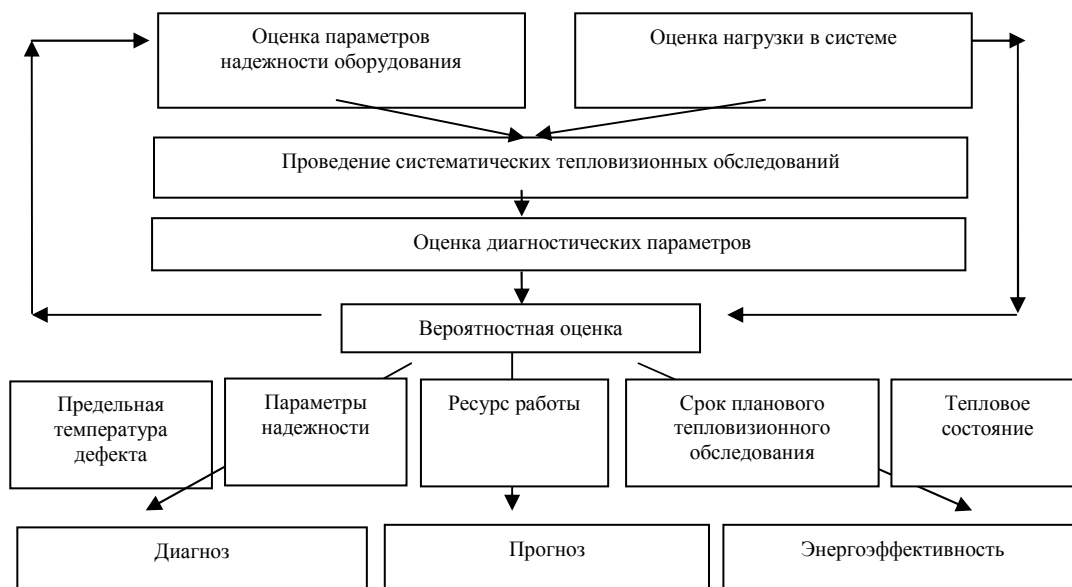 Оценка параметров
надежности оборудования
Оценка нагрузки в системе
Проведение систематических тепловизионных обследований
Оценка диагностических параметров
Вероятностная оценка
Предельная
температура
дефекта
Параметры
надежности
Ресурс работы
Срок планового
тепловизионного
обследования
Тепловое
состояние
Диагноз
Прогноз
Энергоэффективность